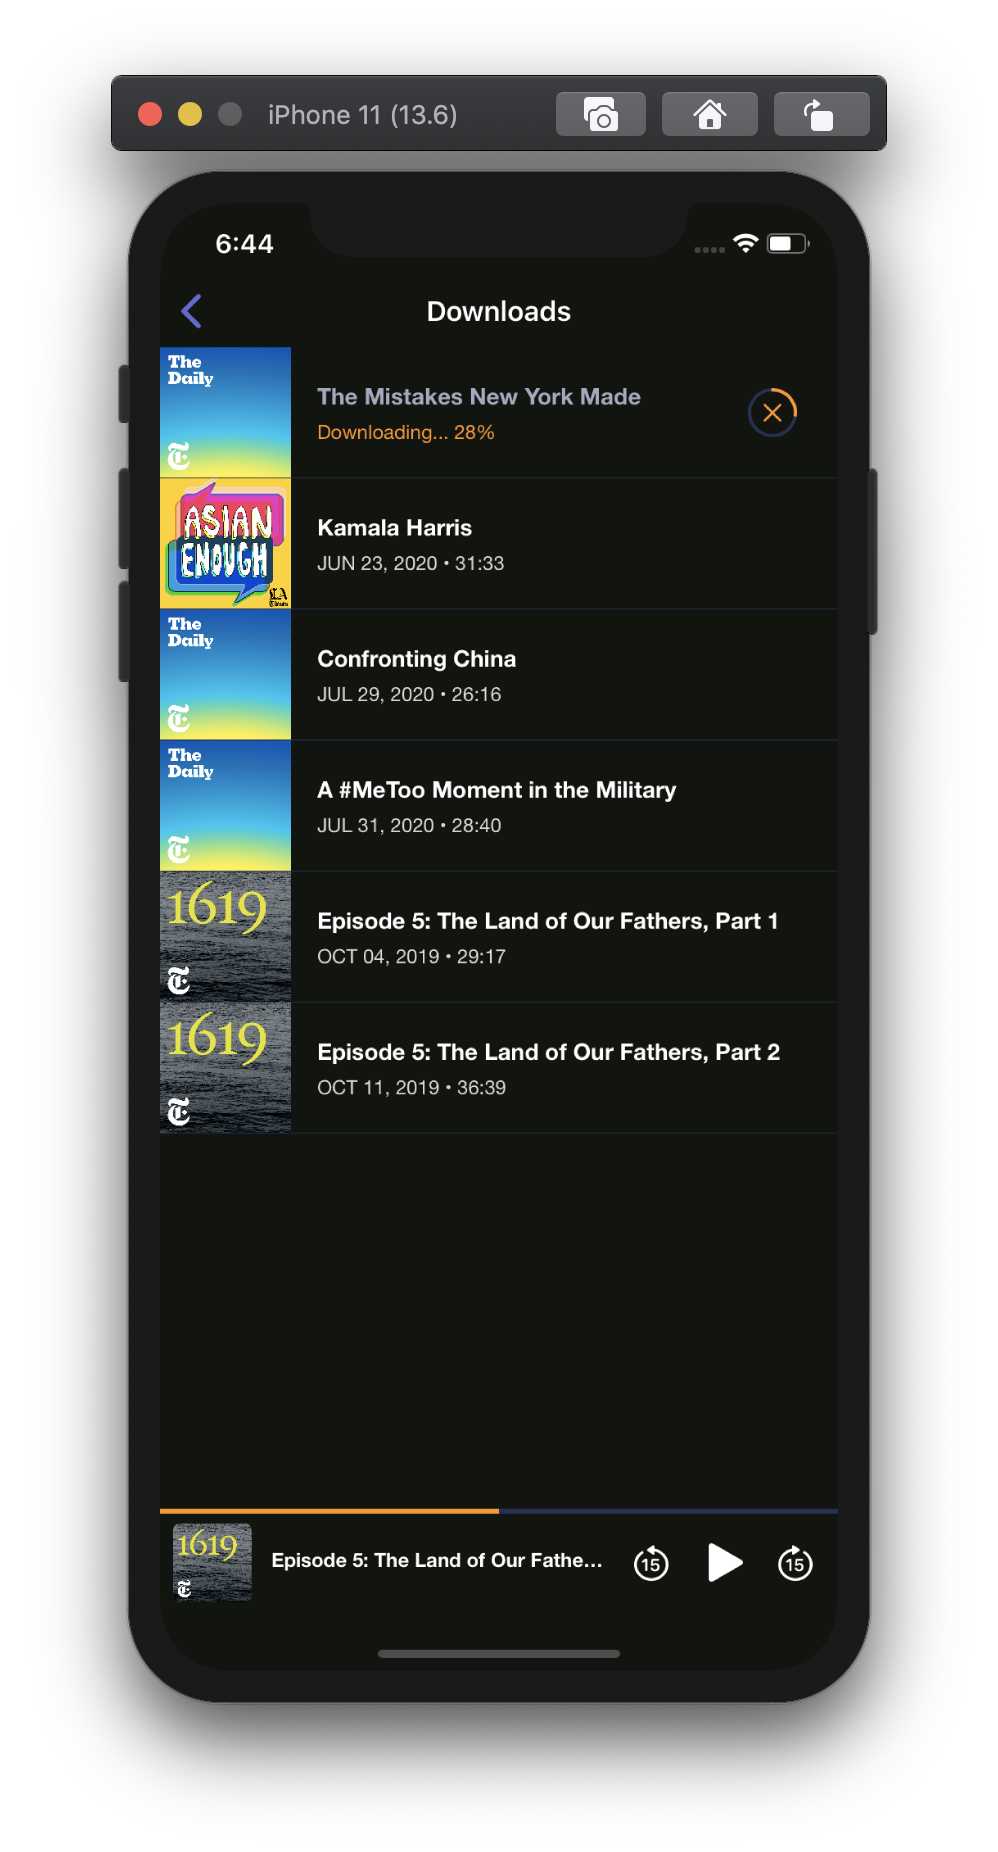 iPhone 11 (13.6)
6:44
Downloads
The
Daily
T
The Mistakes New York Made
Downloading... 28%
ASIAN
ENOUGH
LA
Times
Kamala Harris
JUN 23, 2020 • 31:33
The
Daily
T
Confronting China
JUL 29, 2020 • 26:16
The
Daily
T
A #MeToo Moment in the Military
JUL 31, 2020 • 28:40
1619
T
Episode 5: The Land of Our Fathers, Part 1
OCT 04, 2019 • 29:17
1619
T
Episode 5: The Land of Our Fathers, Part 2
OCT 11, 2019 • 36:39
1619
T
Episode 5: The Land of Our Fathe...
15
15